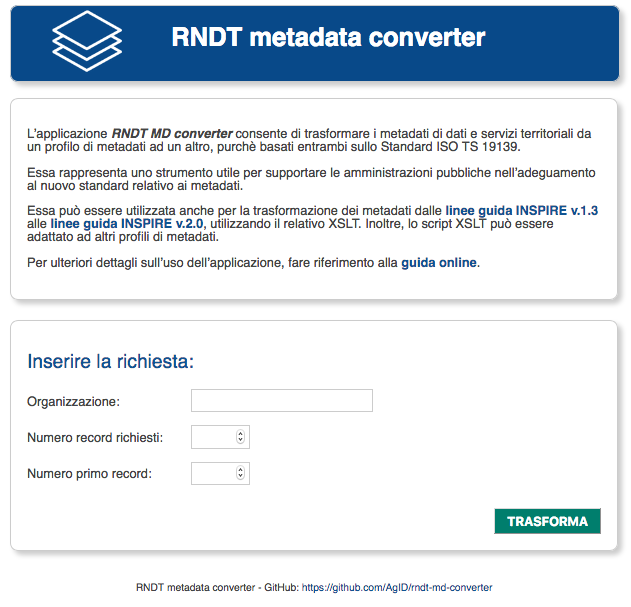 RNDT metadata converter
L'applicazione RNDT MD converter consente di trasformare i metadati di dati e servizi territoriali da
un profilo di metadati ad un altro, purchè basati entrambi sullo Standard ISO TS 19139.
Essa rappresenta uno strumento utile per supportare le amministrazioni pubbliche nell'adeguamento
al nuovo standard relativo ai metadati.
Essa può essere utilizzata anche per la trasformazione dei metadati dalle linee guida INSPIRE v.1.3
alle linee guida INSPIRE v.2.0, utilizzando il relativo XSLT. Inoltre, lo script XSLT può essere
adattato ad altri profili di metadati.
Per ulteriori dettagli sull'uso dell'applicazione, fare riferimento alla guida online.
Inserire la richiesta:
Organizzazione:
Numero record richiesti:
Numero primo record:
TRASFORMA
RNDT metadata converter - GitHub: https://github.com/AgID/rndt-md-converter